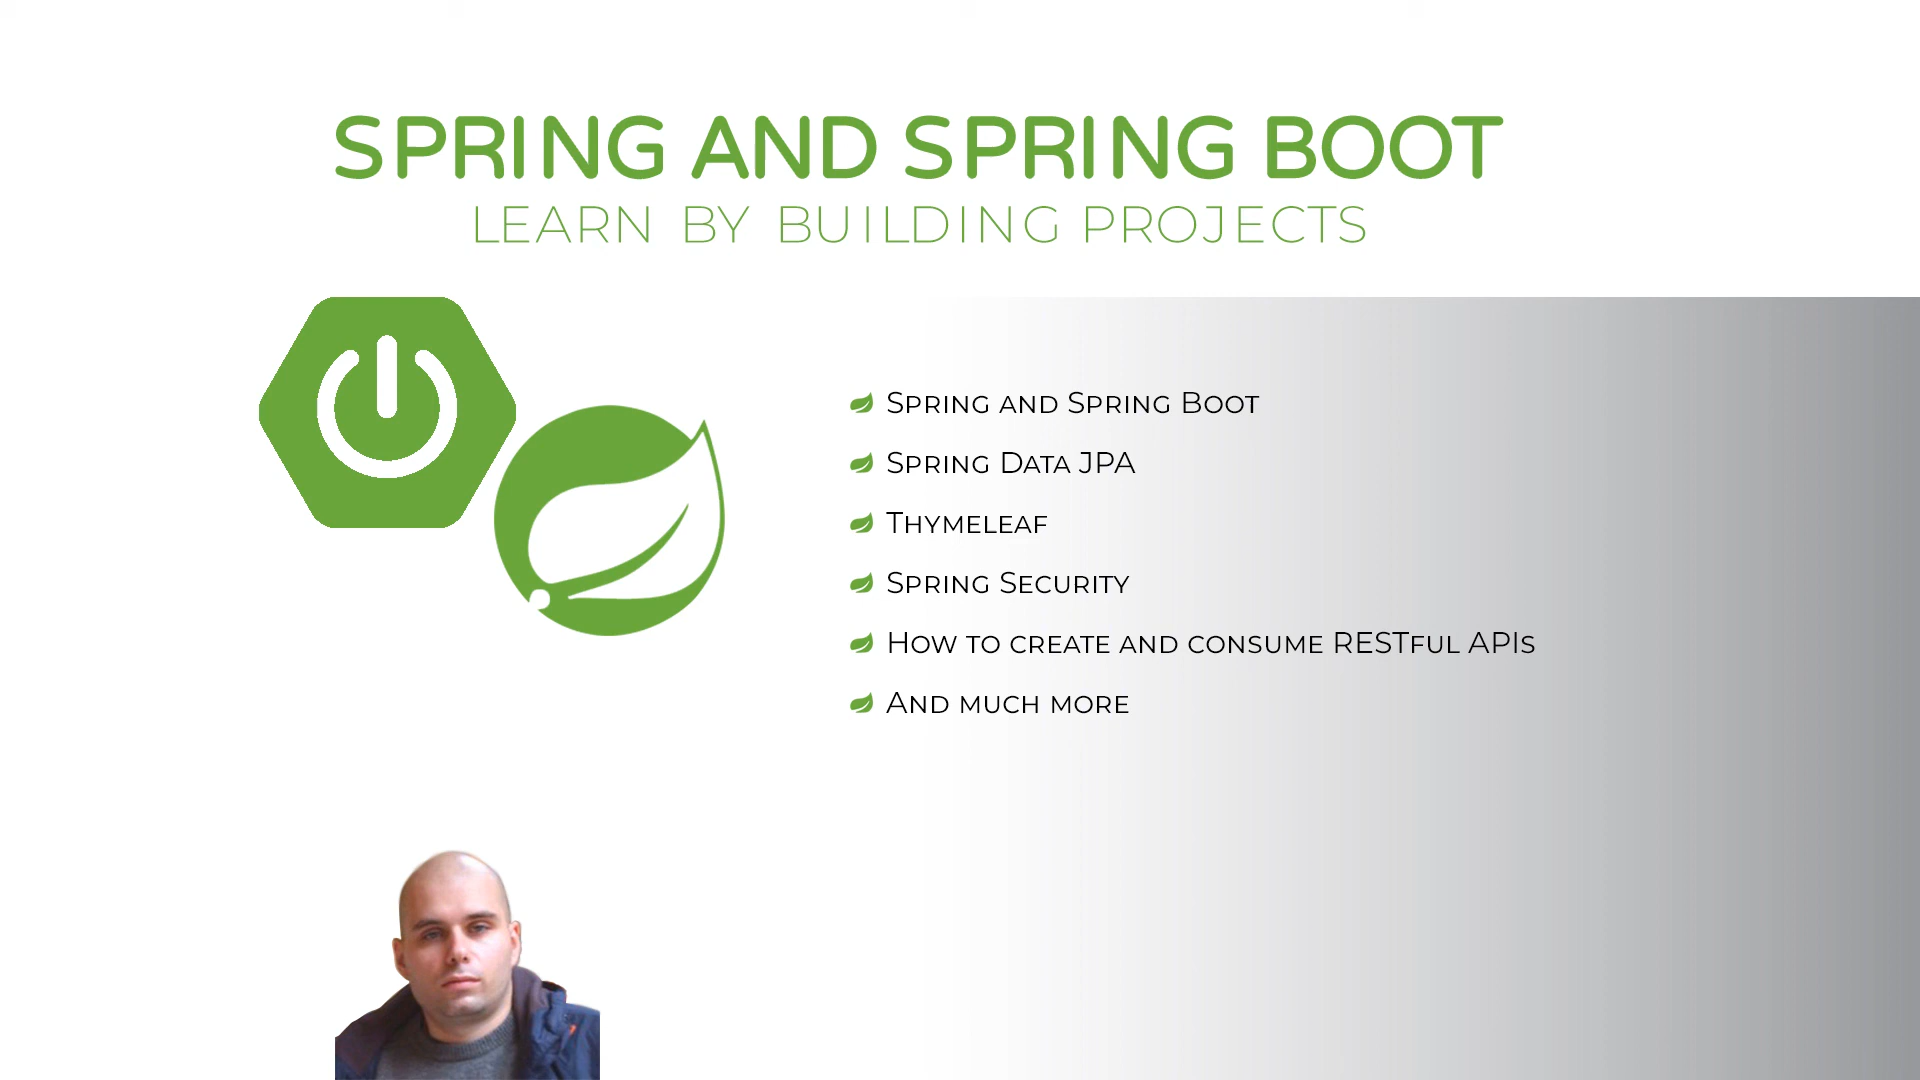 SPRING AND SPRING BOOT
LEARN BY BUILDING PROJECTS
Spring and Spring Boot
Spring Data JPA
Thymeleaf
Spring Security
How to create and consume RESTful APIs
And much more